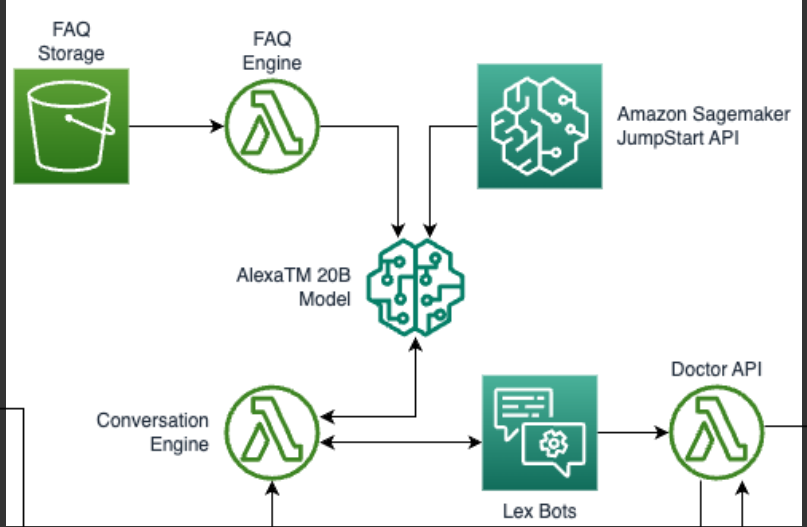 FAQ
Storage
FAQ
Engine
Amazon Sagemaker
JumpStart API
AlexaTM 20B
Model
Doctor API
Conversation
Engine
Lex Bots